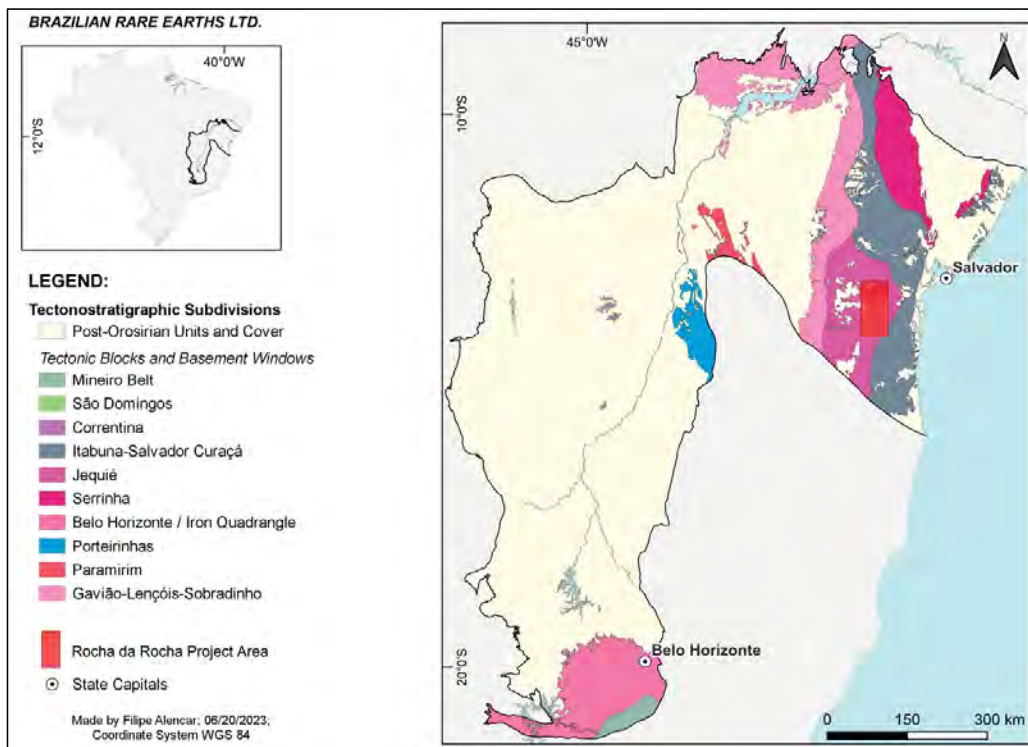 BRAZILIAN RARE EARTHS LTD.
40°0'W
12°0'S
LEGEND:
Tectonostratigraphic Subdivisions
Post-Orosirian Units and Cover
Tectonic Blocks and Basement Windows
Mineiro Belt
São Domingos
Correntina
Itabuna-Salvador Curaçá
Jequié
Serrinha
Belo Horizonte / Iron Quadrangle
Porteirinhas
Paramirim
Gavião-Lençóis-Sobradinho
Rocha da Rocha Project Area
State Capitals
Made by Filipe Alencar; 06/20/2023;
Coordinate System WGS 84
45°0'W
N
10°0'S
Salvador
Belo Horizonte
20°0'S
0 150 300 km